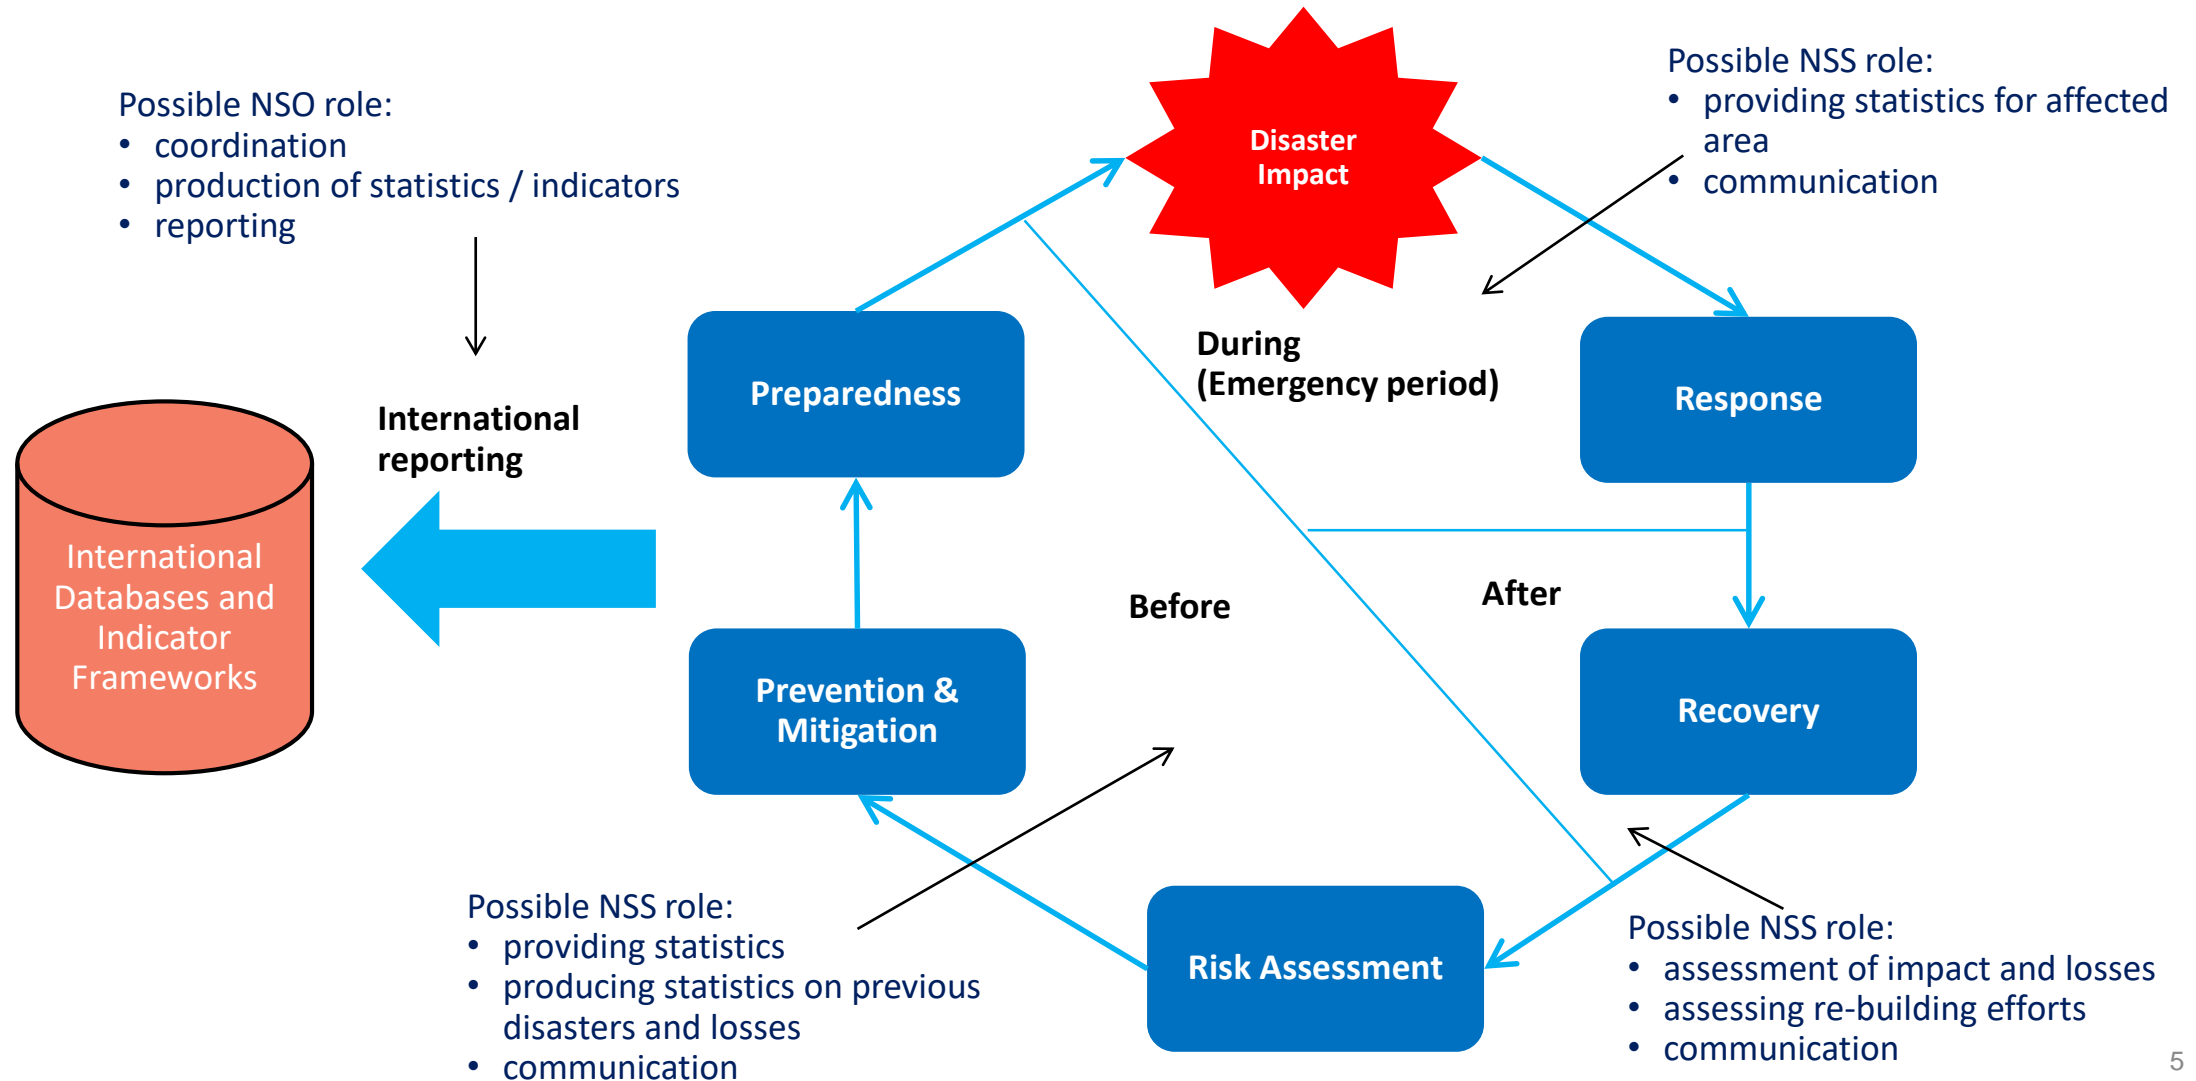 Possible NSO role:
• coordination
• production of statistics / indicators
• reporting
Disaster
Impact
Possible NSS role:
• providing statistics for affected
area
• communication
During
(Emergency period)
Preparedness
Response
International
reporting
International
Databases and
Indicator
Frameworks
Before
After
Prevention &
Mitigation
Recovery
Possible NSS role:
• providing statistics
• producing statistics on previous
disasters and losses
• communication
Risk Assessment
Possible NSS role:
• assessment of impact and losses
• assessing re-building efforts
• communication
5